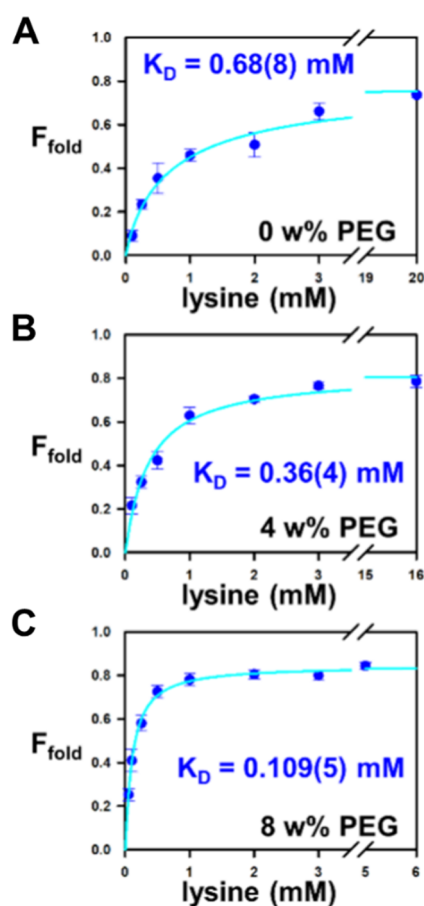 A
K_D = 0.68(8) mM
F_fold
0 w% PEG
1.0
0.8
0.6
0.4
0.2
0.0
0 1 2 3 19 20
lysine (mM)
B
K_D = 0.36(4) mM
F_fold
4 w% PEG
1.0
0.8
0.6
0.4
0.2
0.0
0 1 2 3 15 16
lysine (mM)
C
K_D = 0.109(5) mM
F_fold
8 w% PEG
1.0
0.8
0.6
0.4
0.2
0.0
0 1 2 3 5 6
lysine (mM)